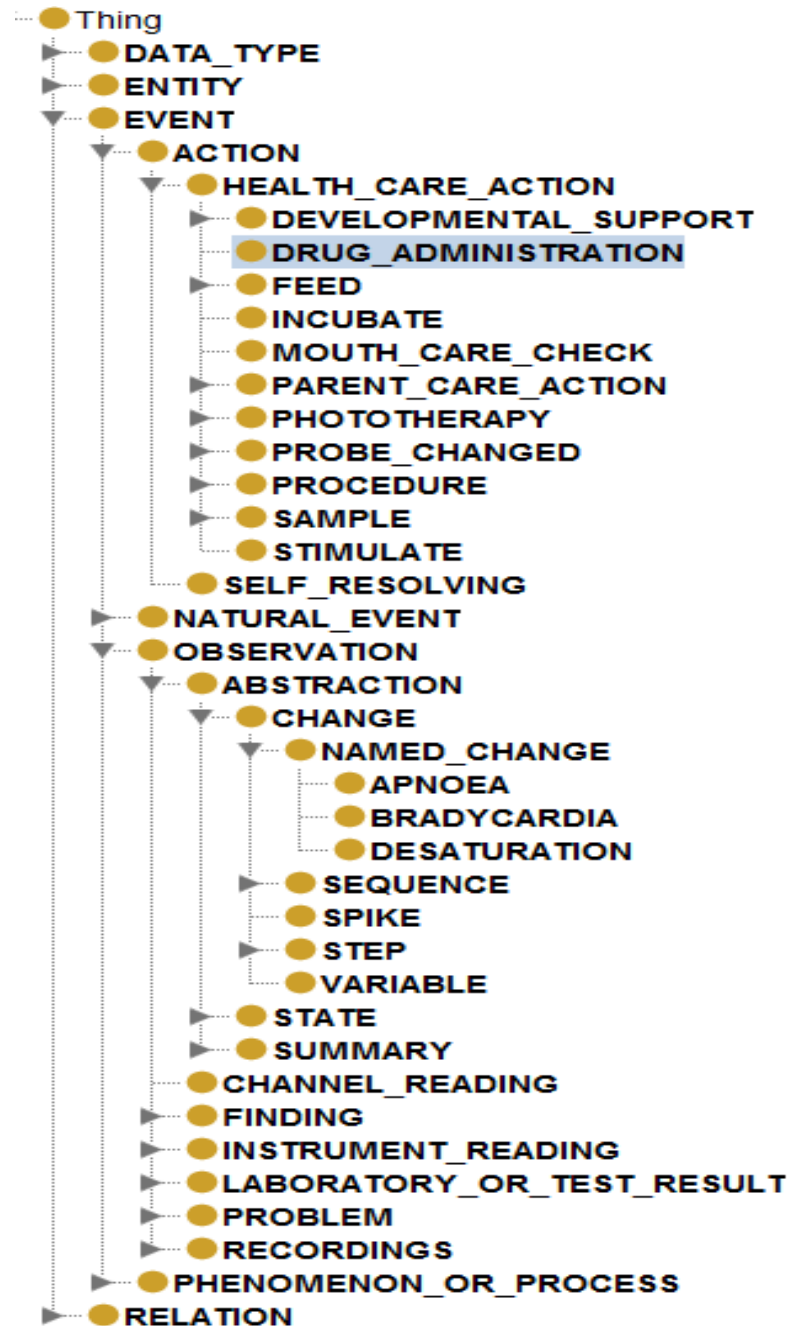 Thing
DATA_TYPE
ENTITY
EVENT
ACTION
HEALTH_CARE_ACTION
DEVELOPMENTAL_SUPPORT
DRUG_ADMINISTRATION
FEED
INCUBATE
MOUTH_CARE_CHECK
PARENT_CARE_ACTION
PHOTOTHERAPY
PROBE_CHANGED
PROCEDURE
SAMPLE
STIMULATE
SELF_RESOLVING
NATURAL_EVENT
OBSERVATION
ABSTRACTION
CHANGE
NAMED_CHANGE
APNOEA
BRADYCARDIA
DESATURATION
SEQUENCE
SPIKE
STEP
VARIABLE
STATE
SUMMARY
CHANNEL_READING
FINDING
INSTRUMENT_READING
LABORATORY_OR_TEST_RESULT
PROBLEM
RECORDINGS
PHENOMENON_OR_PROCESS
RELATION